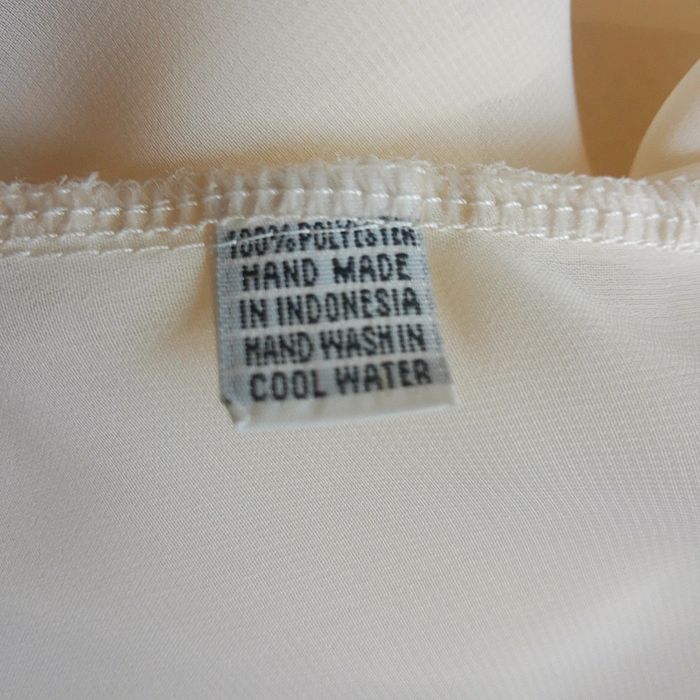 100% POLYESTER
HAND MADE
IN INDONESIA
HAND WASH IN
COOL WATER